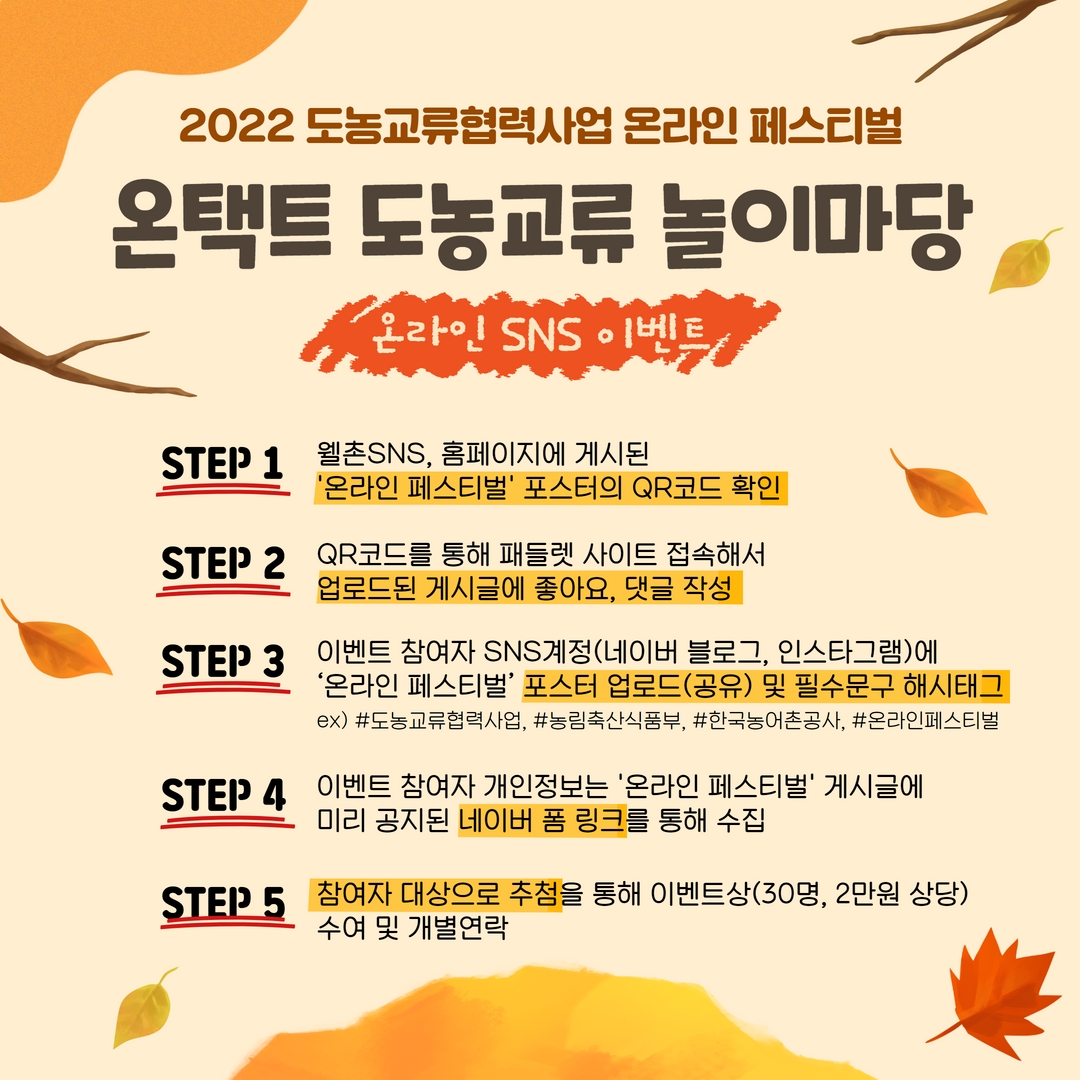 2022 도농교류협력사업 온라인 페스티벌
온택트 도농교류 놀이마당
온라인 SNS 이벤트
STEP 1
웰촌SNS, 홈페이지에 게시된
'온라인 페스티벌' 포스터의 QR코드 확인
STEP 2
QR코드를 통해 패들렛 사이트 접속해서
업로드된 게시글에 좋아요, 댓글 작성
STEP 3
이벤트 참여자 SNS계정(네이버 블로그, 인스타그램)에
‘온라인 페스티벌’ 포스터 업로드(공유) 및 필수문구 해시태그
ex) #도농교류협력사업, #농림축산식품부, #한국농어촌공사, #온라인페스티벌
STEP 4
이벤트 참여자 개인정보는 '온라인 페스티벌' 게시글에
미리 공지된 네이버 폼 링크를 통해 수집
STEP 5
참여자 대상으로 추첨을 통해 이벤트상(30명, 2만원 상당)
수여 및 개별연락